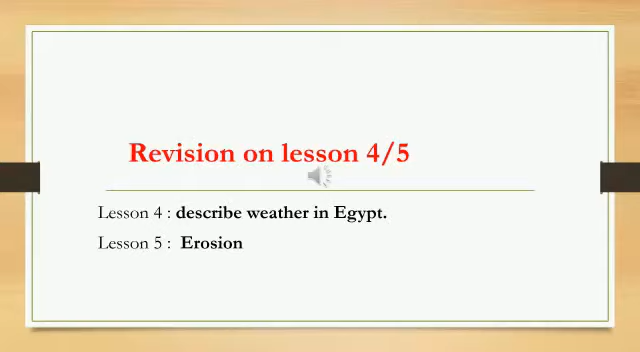 Revision on lesson 4/5
Lesson 4 : describe weather in Egypt.
Lesson 5 : Erosion